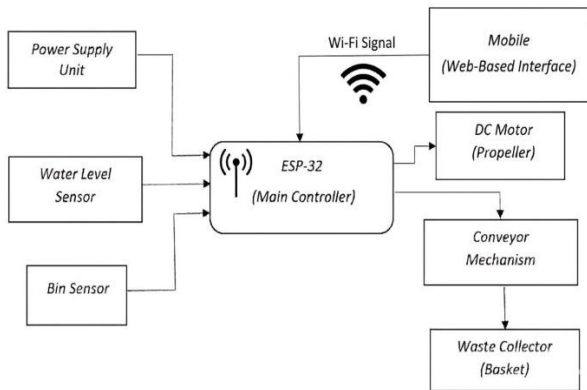 Power Supply
Unit
Wi-Fi Signal
Mobile
(Web-Based Interface)
DC Motor
(Propeller)
ESP-32
(Main Controller)
Water Level
Sensor
Conveyor
Mechanism
Bin Sensor
Waste Collector
(Basket)